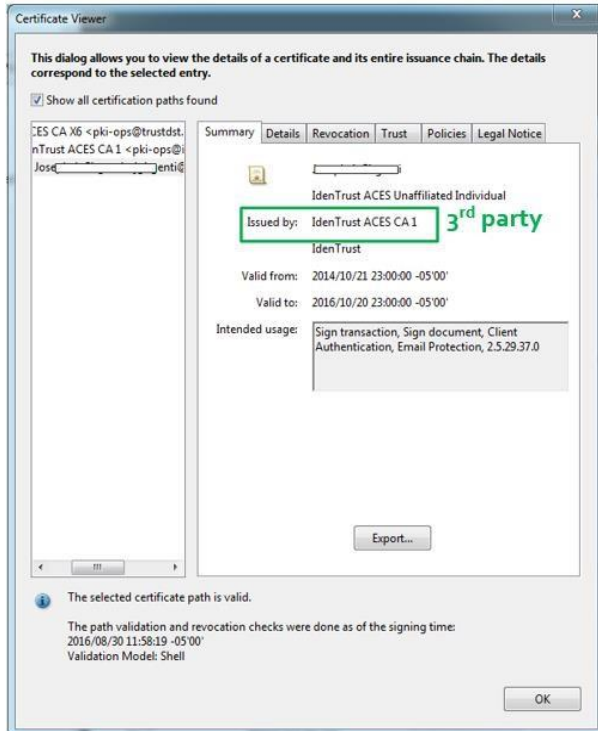 Certificate Viewer
x
This dialog allows you to view the details of a certificate and its entire issuance chain. The details
correspond to the selected entry.
Show all certification paths found
ES CA X6 <pki-ops@trustdst.
nTrust ACES CA 1 <pki-ops@i
Summary Details Revocation Trust Policies Legal Notice
IdenTrust ACES Unaffiliated Individual
Issued by: IdenTrust ACES CA 1
3rd party
IdenTrust
Valid from: 2014/10/21 23:00:00 -05'00'
Valid to: 2016/10/20 23:00:00 -05'00'
Intended usage: Sign transaction, Sign document, Client
Authentication, Email Protection, 2.5.29.37.0
Export...
The selected certificate path is valid.
The path validation and revocation checks were done as of the signing time:
2016/08/30 11:58:19 -05'00'
Validation Model: Shell
OK